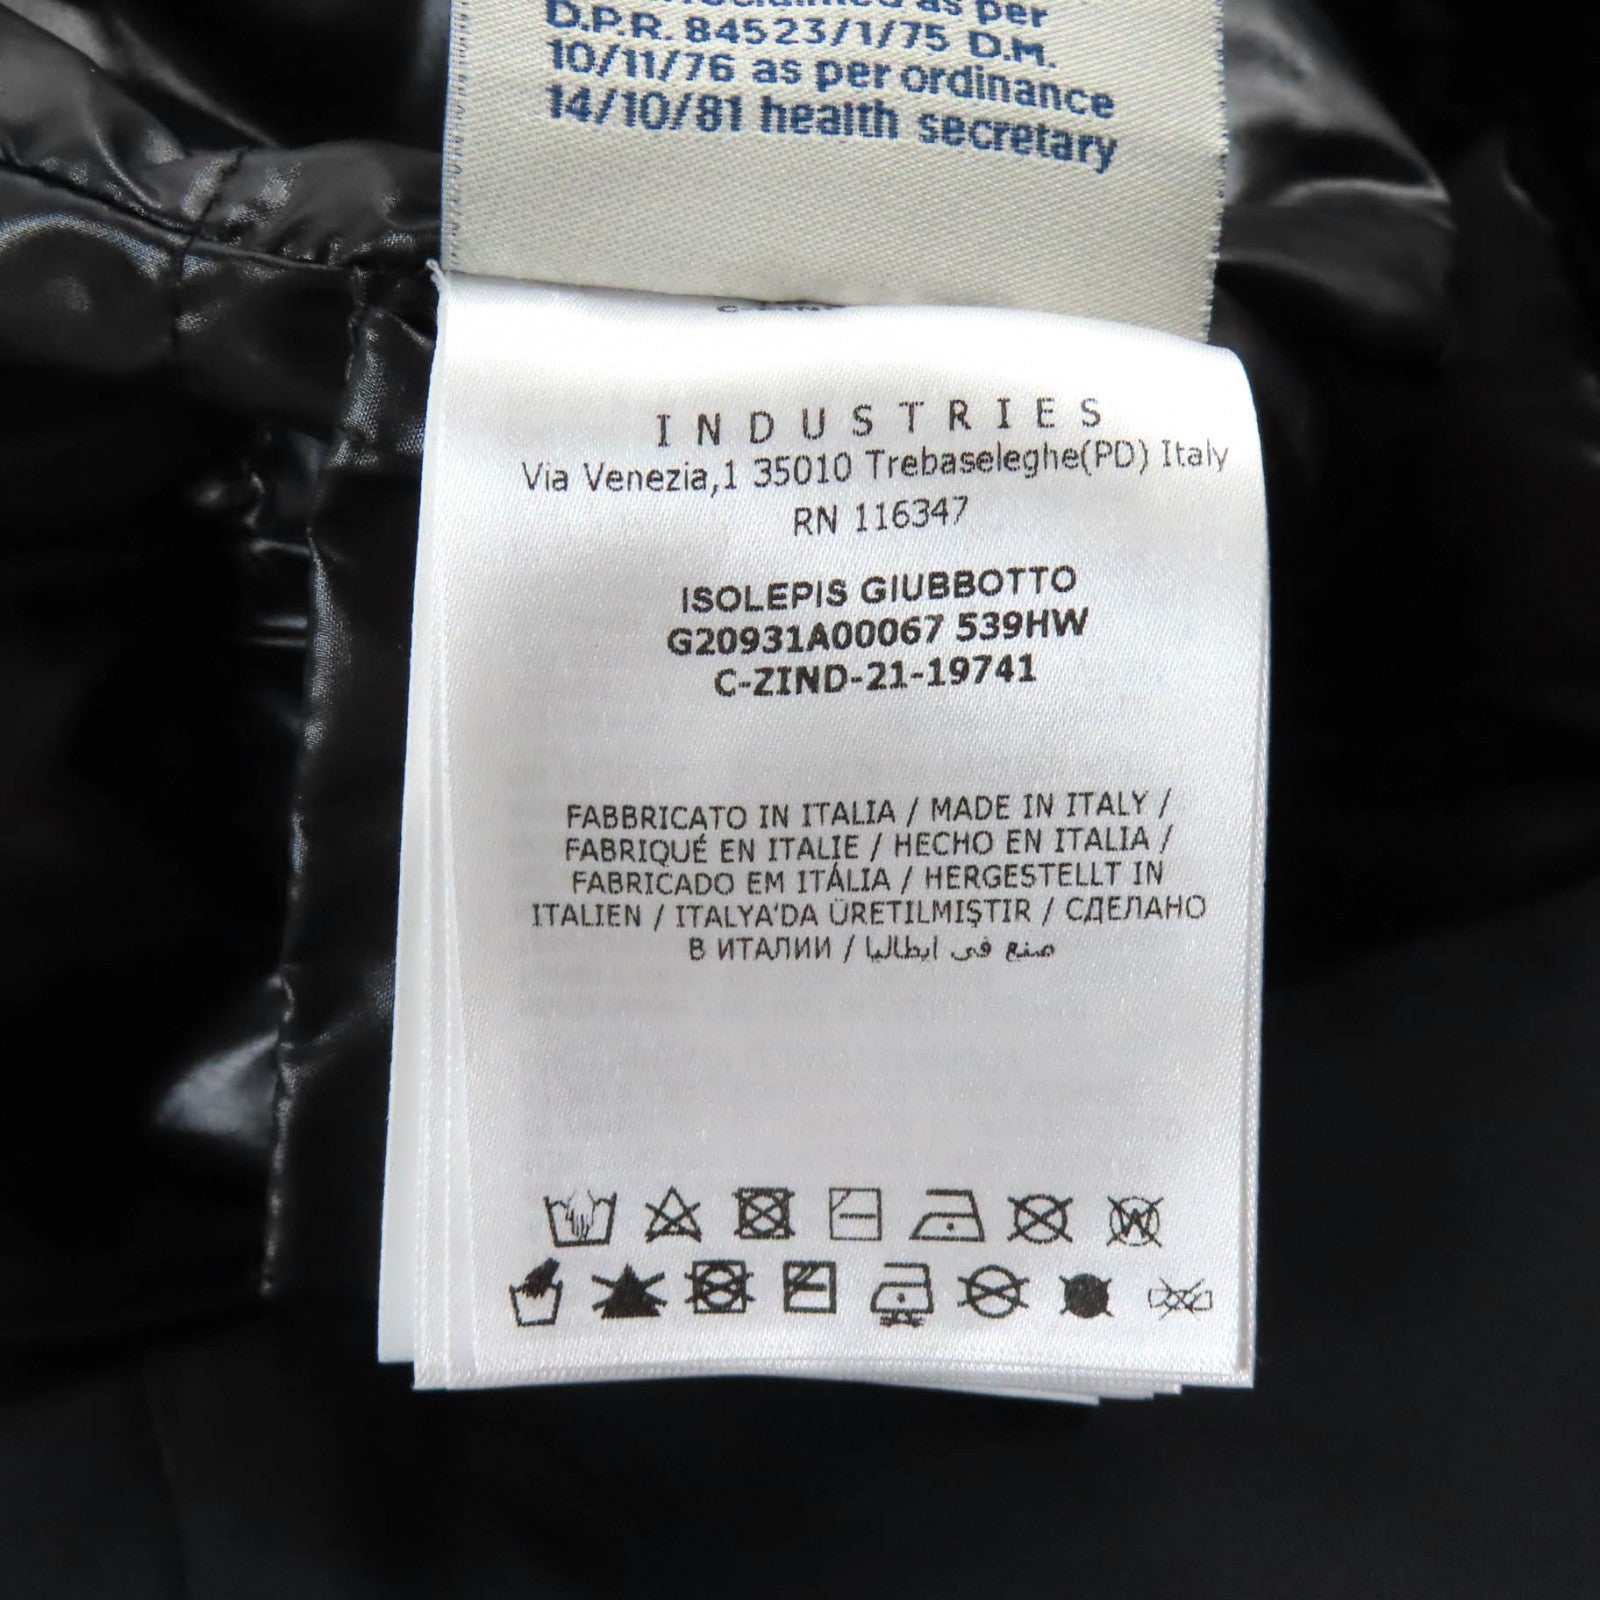 as per
D.P.R. 84523/1/75 D.M.
10/11/76 as per ordinance
14/10/81 health secretary
INDUSTRIES
Via Venezia,1 35010 Trebaseleghe(PD) Italy
RN 116347
ISOLEPIS GIUBBOTTO
G20931A00067 539HW
C-ZIND-21-19741
FABBRICATO IN ITALIA / MADE IN ITALY /
FABRIQUÉ EN ITALIE / HECHO EN ITALIA /
FABRICADO EM ITÁLIA / HERGESTELLT IN
ITALIEN / ITALYA'DA ÜRETILMIŞTIR / СДЕЛАНО
В ИТАЛИИ / صنع في ايطاليا